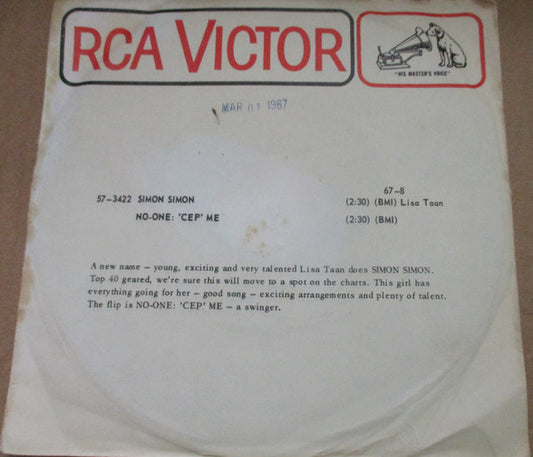 RCA VICTOR
"HIS MASTER'S VOICE"
MAR 01 1967
67-8
57-3422 SIMON SIMON (2:30) (BMI) Lisa Taan
NO-ONE: 'CEP' ME (2:30) (BMI)
A new name – young, exciting and very talented Lisa Taan does SIMON SIMON.
Top 40 geared, we're sure this will move to a spot on the charts. This girl has
everything going for her – good song – exciting arrangements and plenty of talent.
The flip is NO-ONE: 'CEP' ME – a swinger.